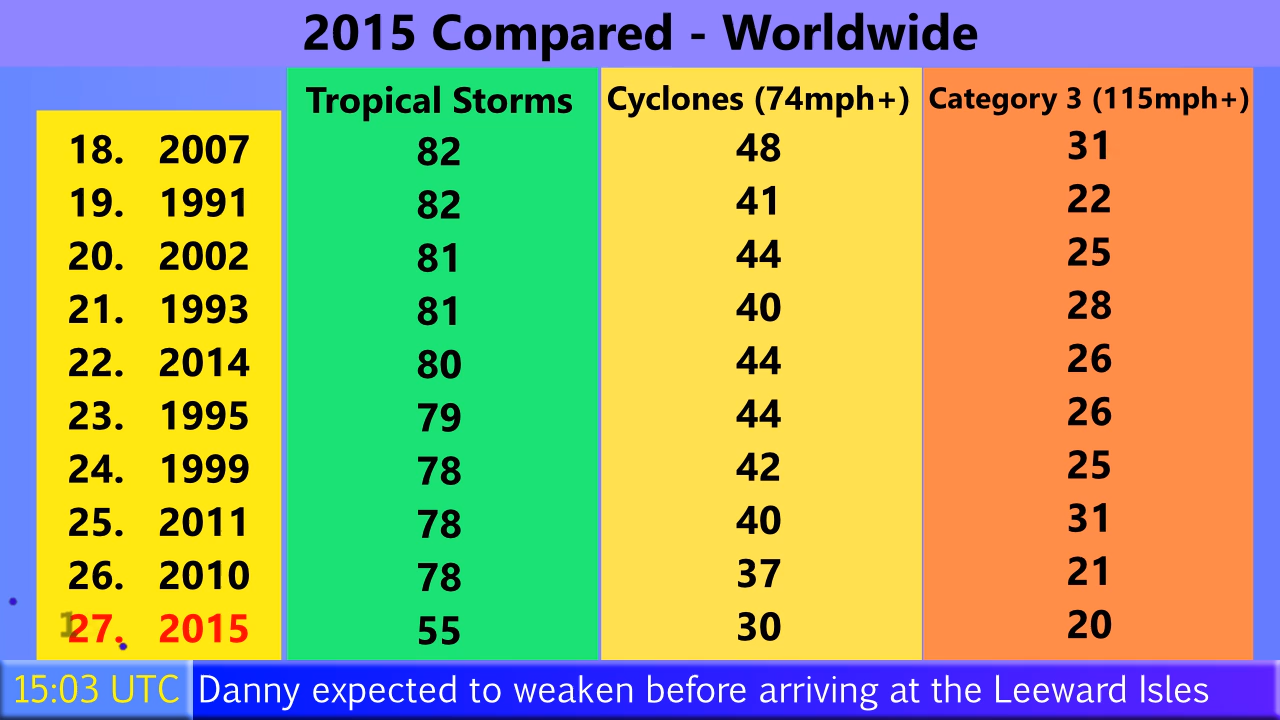 2015 Compared - Worldwide
Tropical Storms Cyclones (74mph+) Category 3 (115mph+)
18. 2007 82 48 31
19. 1991 82 41 22
20. 2002 81 44 25
21. 1993 81 40 28
22. 2014 80 44 26
23. 1995 79 44 26
24. 1999 78 42 25
25. 2011 78 40 31
26. 2010 78 37 21
27. 2015 55 30 20
15:03 UTC Danny expected to weaken before arriving at the Leeward Isles